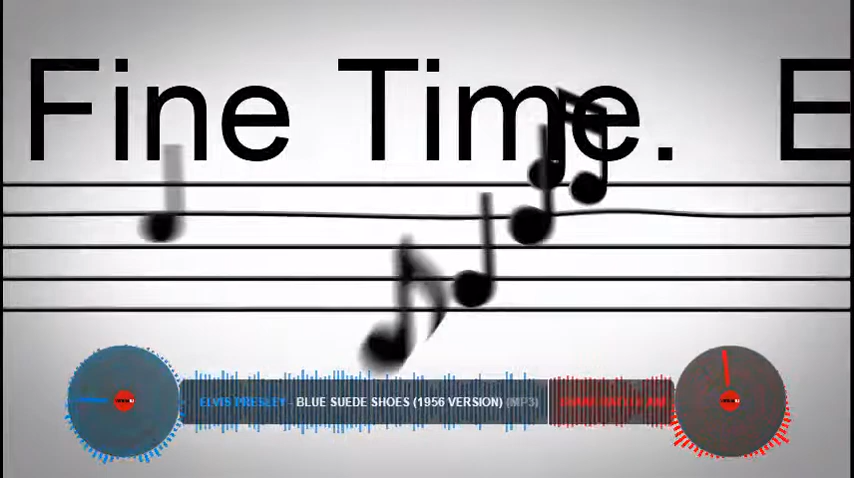 Fine Time. E
ELVIS PRESLEY - BLUE SUEDE SHOES (1956 VERSION) (MP3)